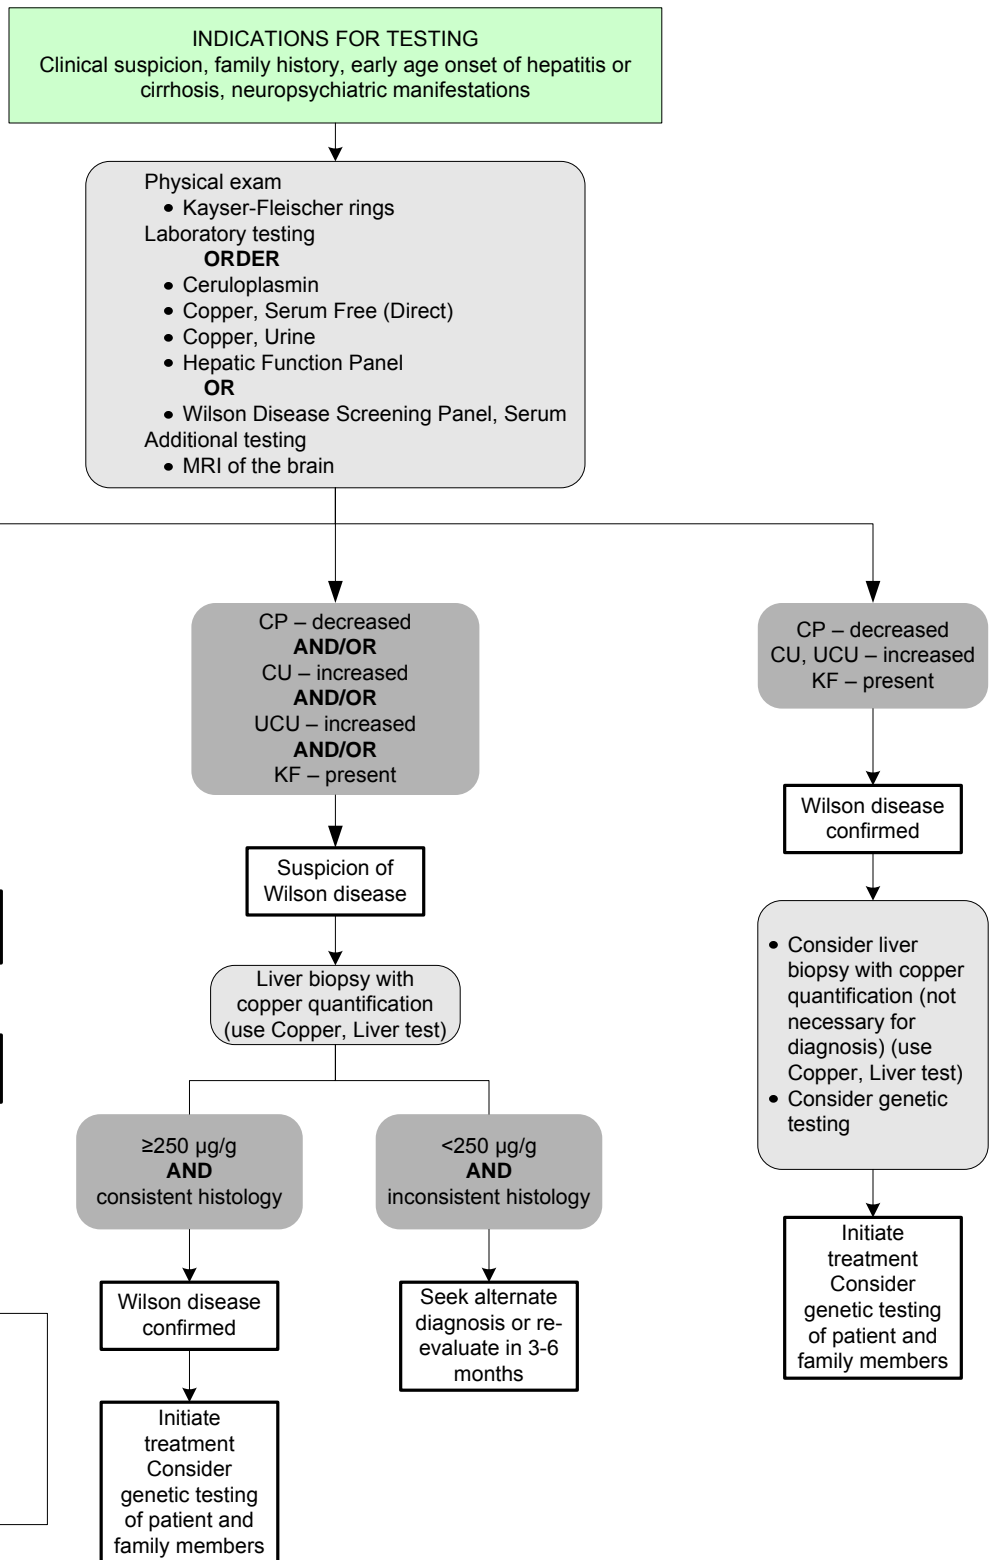 INDICATIONS FOR TESTING
Clinical suspicion, family history, early age onset of hepatitis or
cirrhosis, neuropsychiatric manifestations
Physical exam
• Kayser-Fleischer rings
Laboratory testing
ORDER
• Ceruloplasmin
• Copper, Serum Free (Direct)
• Copper, Urine
• Hepatic Function Panel
OR
• Wilson Disease Screening Panel, Serum
Additional testing
• MRI of the brain
CP – decreased
AND/OR
CU – increased
AND/OR
UCU – increased
AND/OR
KF – present
Suspicion of
Wilson disease
Liver biopsy with
copper quantification
(use Copper, Liver test)
≥250 µg/g
AND
consistent histology
Wilson disease
confirmed
Initiate
treatment
Consider
genetic testing
of patient and
family members
<250 µg/g
AND
inconsistent histology
Seek alternate
diagnosis or re-
evaluate in 3-6
months
CP – decreased
CU, UCU – increased
KF – present
Wilson disease
confirmed
• Consider liver
biopsy with copper
quantification (not
necessary for
diagnosis) (use
Copper, Liver test)
• Consider genetic
testing
Initiate
treatment
Consider
genetic testing
of patient and
family members